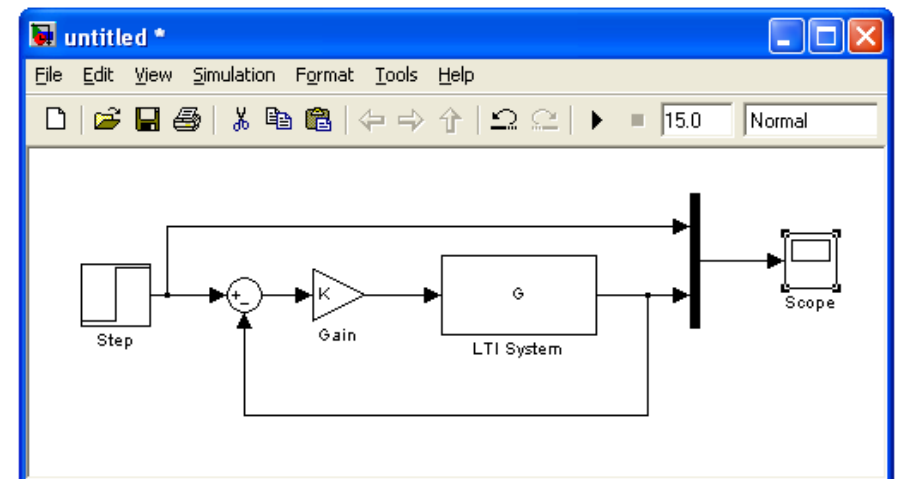 untitled *
File Edit View Simulation Format Tools Help
15.0 Normal
Step
+
-
K
Gain
G
LTI System
Scope